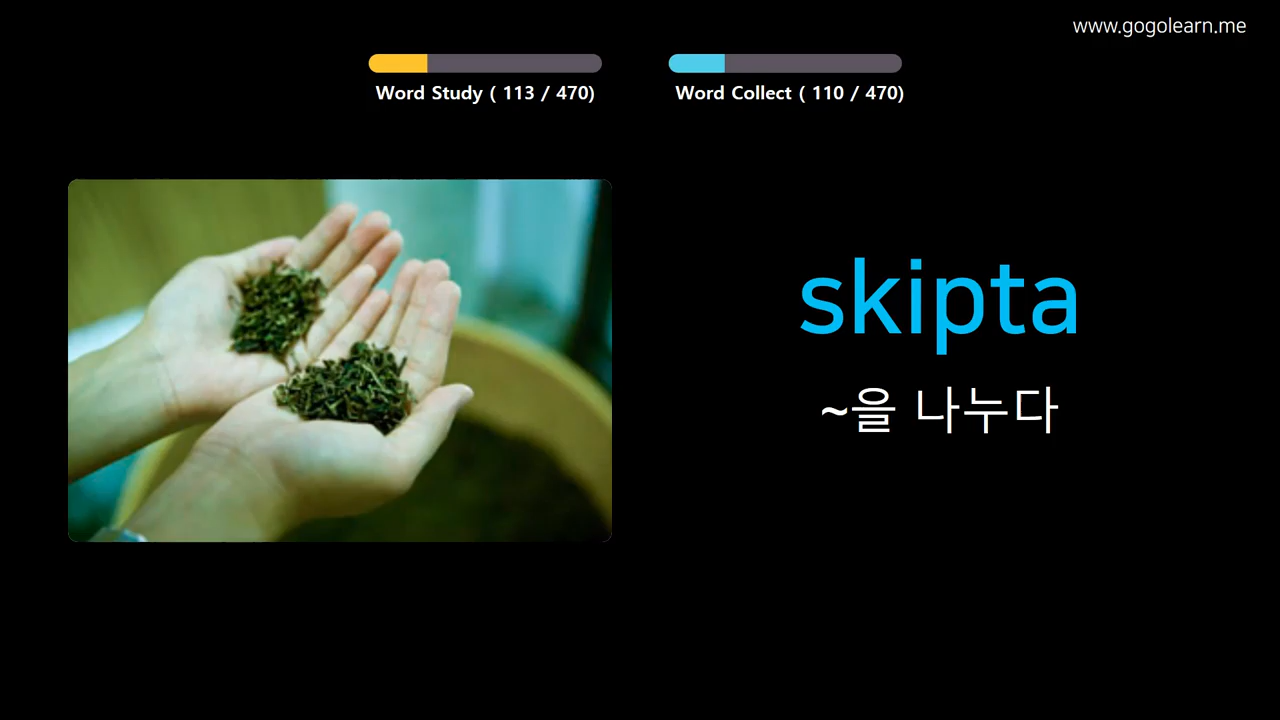 www.gogolearn.me
Word Study ( 113 / 470)
Word Collect ( 110 / 470)
skipta
~을 나누다